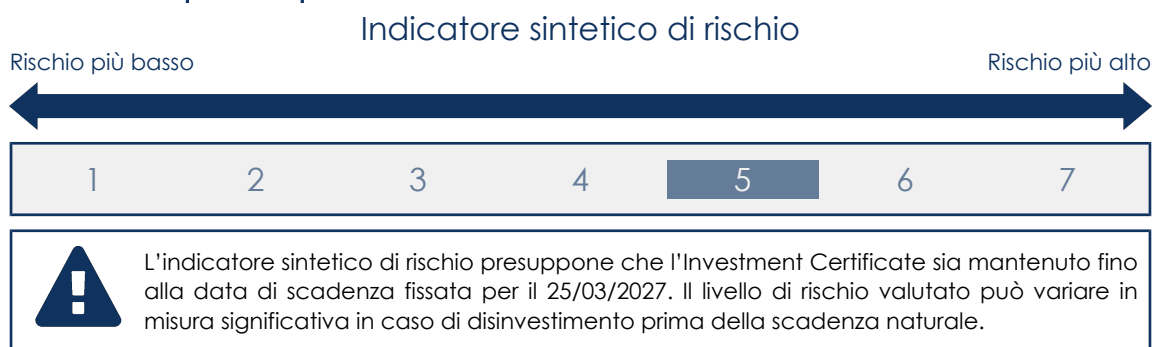 Indicatore sintetico di rischio
Rischio più basso Rischio più alto
1 2 3 4 5 6 7
L'indicatore sintetico di rischio presuppone che l'Investment Certificate sia mantenuto fino
alla data di scadenza fissata per il 25/03/2027. Il livello di rischio valutato può variare in
misura significativa in caso di disinvestimento prima della scadenza naturale.